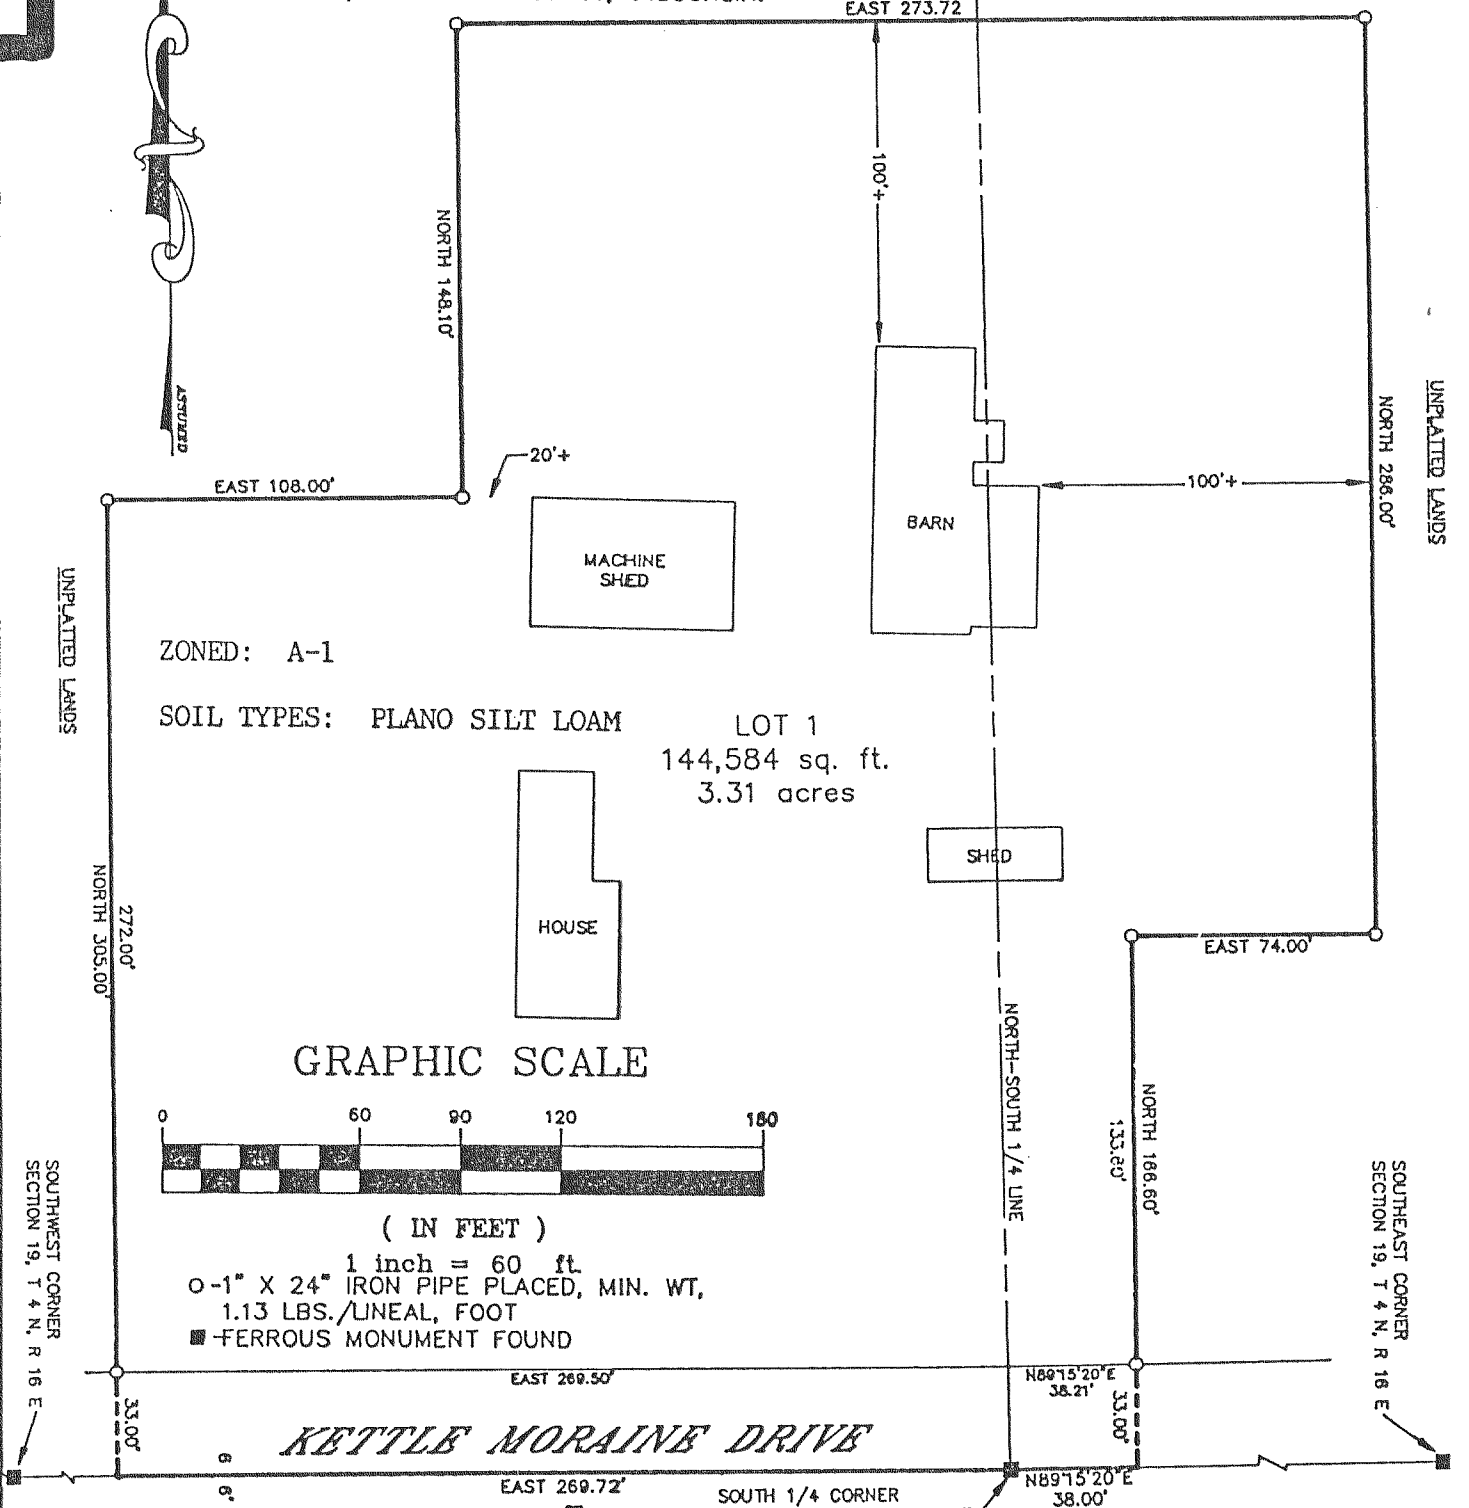 EAST 273.72
100'+
NORTH 148.10'
ASSUMED
UNPLATTED LANDS
NORTH 286.00'
20'+
EAST 108.00'
100'+
BARN
MACHINE
SHED
UNPLATTED LANDS
ZONED: A-1
SOIL TYPES: PLANO SILT LOAM
LOT 1
144,584 sq. ft.
3.31 acres
SHED
HOUSE
272.00'
NORTH 305.00'
EAST 74.00'
NORTH-SOUTH 1/4 LINE
NORTH 166.60'
133.60'
GRAPHIC SCALE
0 60 90 120 180
( IN FEET )
1 inch = 60 ft.
O-1" X 24" IRON PIPE PLACED, MIN. WT,
1.13 LBS./LINEAL, FOOT
■-FERROUS MONUMENT FOUND
SOUTHWEST CORNER
SECTION 19, T 4 N, R 16 E
SOUTHEAST CORNER
SECTION 19, T 4 N, R 16 E
EAST 269.50'
N89°15'20"E
38.21'
33.00'
33.00'
KETTLE MORAINE DRIVE
EAST 269.72'
N89°15'20"E
38.00'
SOUTH 1/4 CORNER